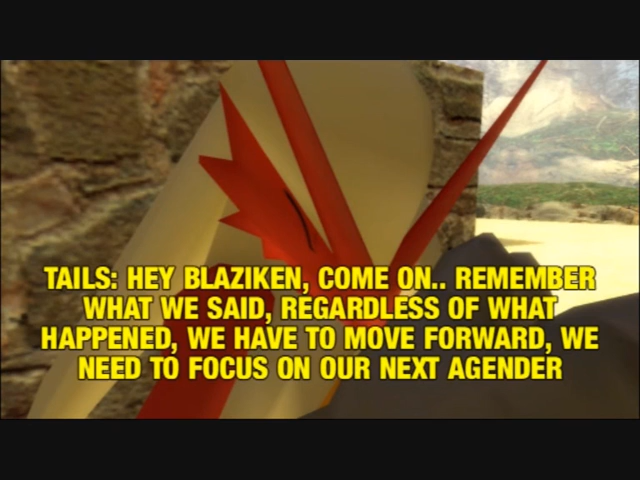 TAILS: HEY BLAZIKEN, COME ON.. REMEMBER
WHAT WE SAID, REGARDLESS OF WHAT
HAPPENED, WE HAVE TO MOVE FORWARD, WE
NEED TO FOCUS ON OUR NEXT AGENDER